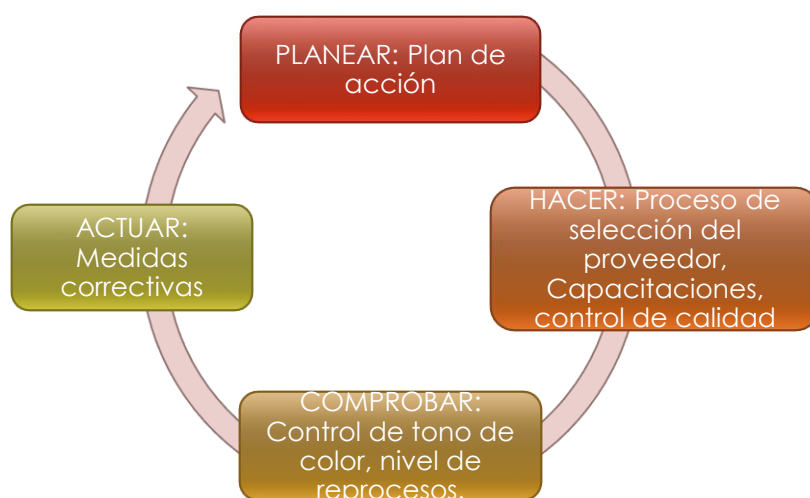 PLANEAR: Plan de
acción
HACER: Proceso de
selección del
proveedor,
Capacitaciones,
control de calidad
COMPROBAR:
Control de tono de
color, nivel de
reprocesos.
ACTUAR:
Medidas
correctivas